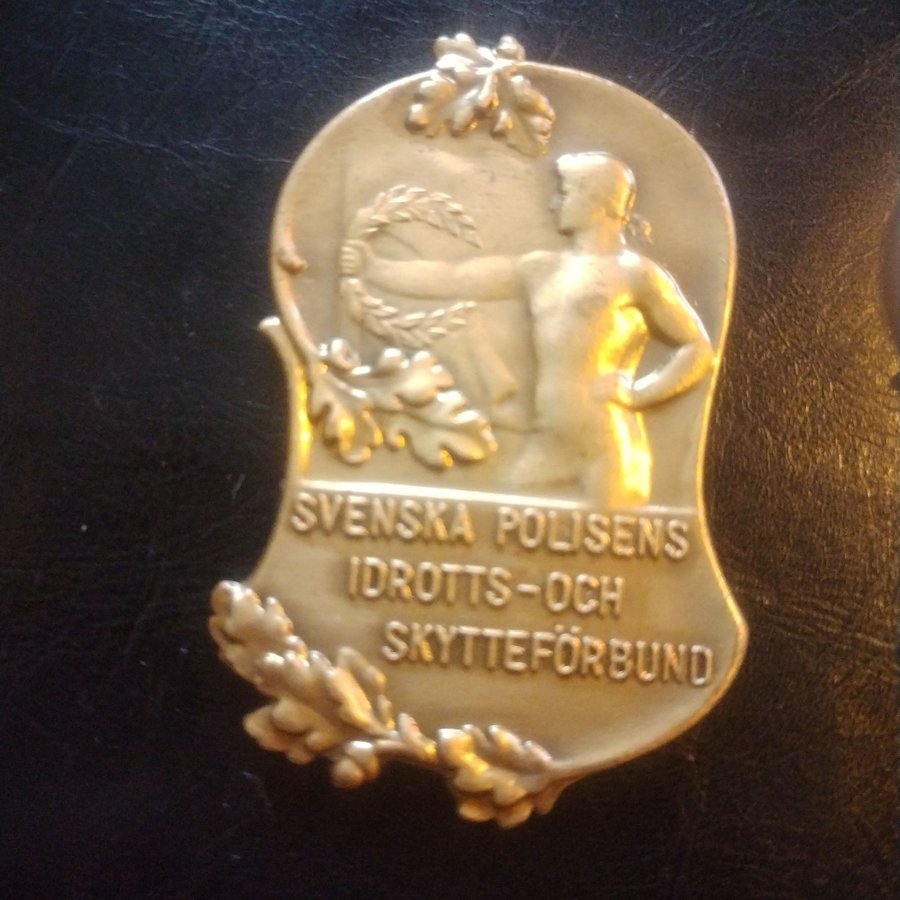 SVENSKA POLISENS
IDROTTS-OCH
SKYTTEFÖRBUND